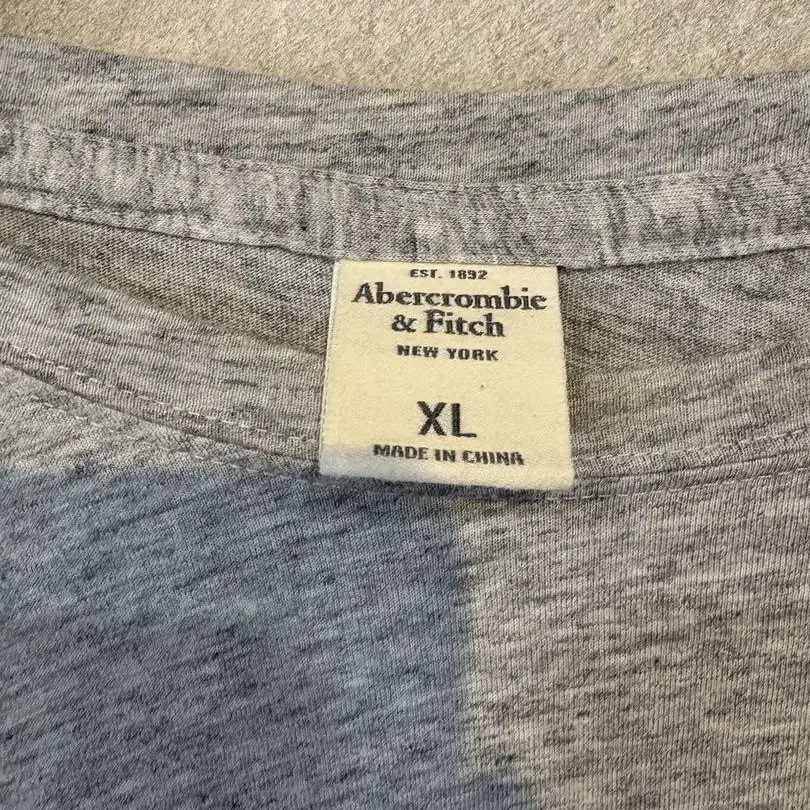 EST. 1892
Abercrombie
& Fitch
NEW YORK
XL
MADE IN CHINA